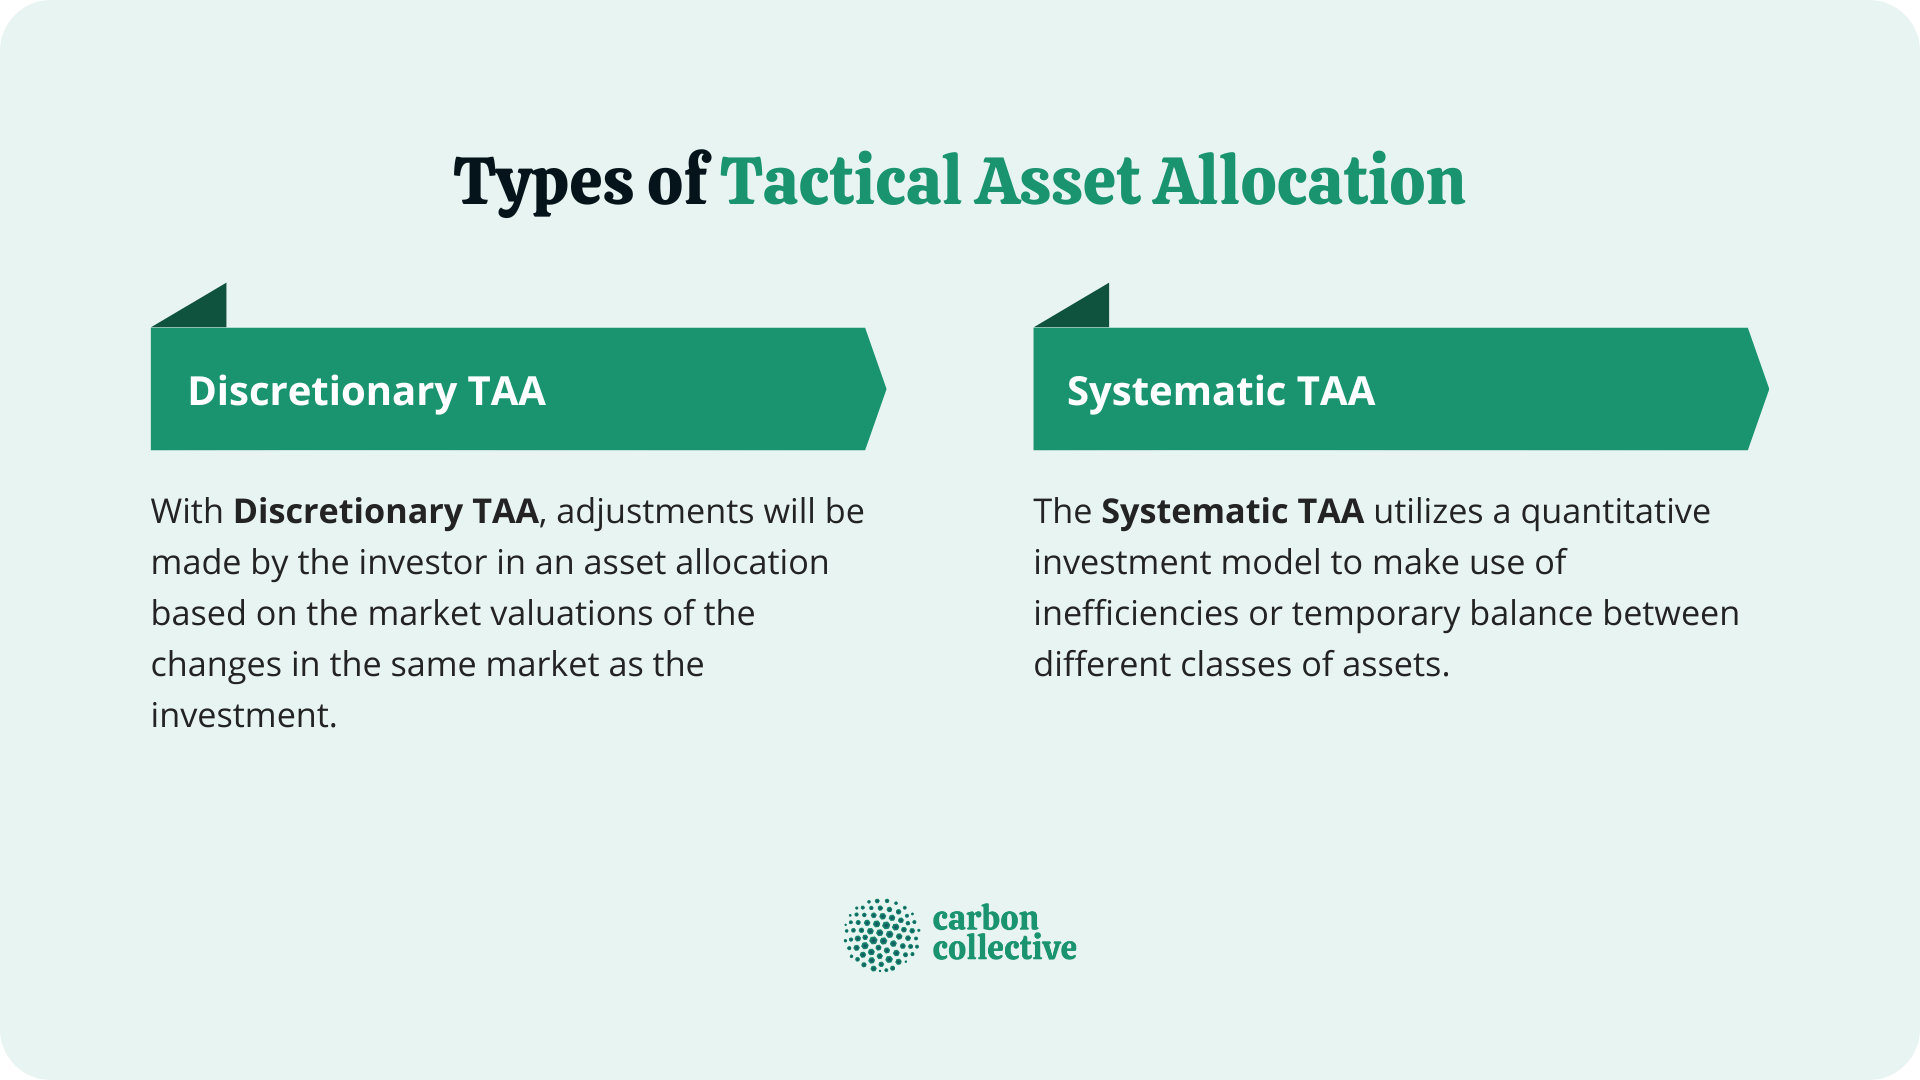 Types of Tactical Asset Allocation
Discretionary TAA
With Discretionary TAA, adjustments will be
made by the investor in an asset allocation
based on the market valuations of the
changes in the same market as the
investment.
Systematic TAA
The Systematic TAA utilizes a quantitative
investment model to make use of
inefficiencies or temporary balance between
different classes of assets.
carbon
collective